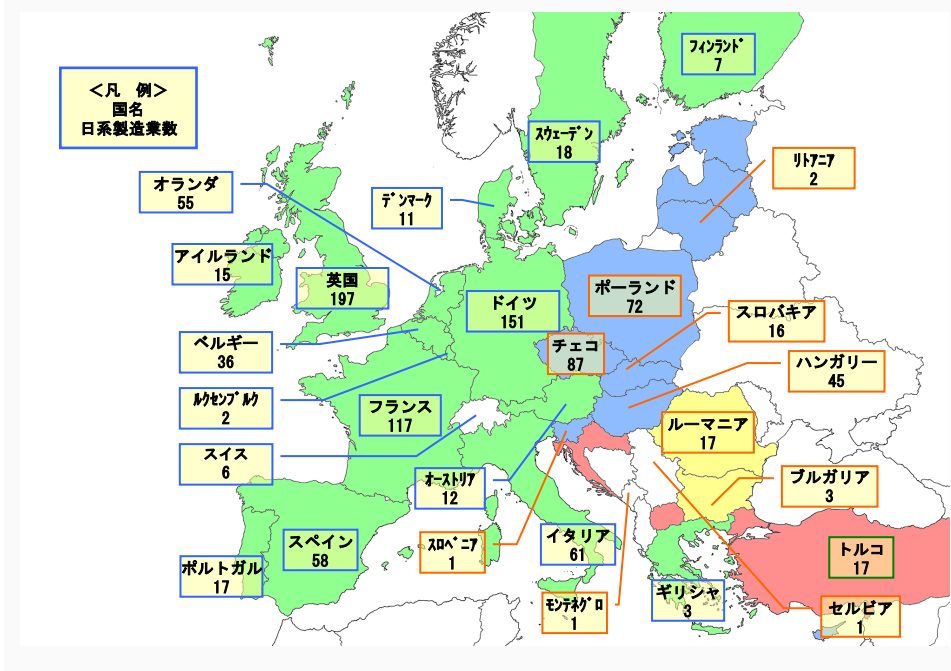 <凡　例>
国名
日系製造業数
フィンランド
7
スウェーデン
18
リトアニア
2
オランダ
55
デンマーク
11
アイルランド
15
英国
197
ドイツ
151
ポーランド
72
スロバキア
16
ベルギー
36
チェコ
87
ハンガリー
45
ルクセンブルク
2
フランス
117
ルーマニア
17
スイス
6
オーストリア
12
ブルガリア
3
スペイン
58
スロベニア
1
イタリア
61
トルコ
17
ポルトガル
17
モンテネグロ
1
ギリシャ
3
セルビア
1